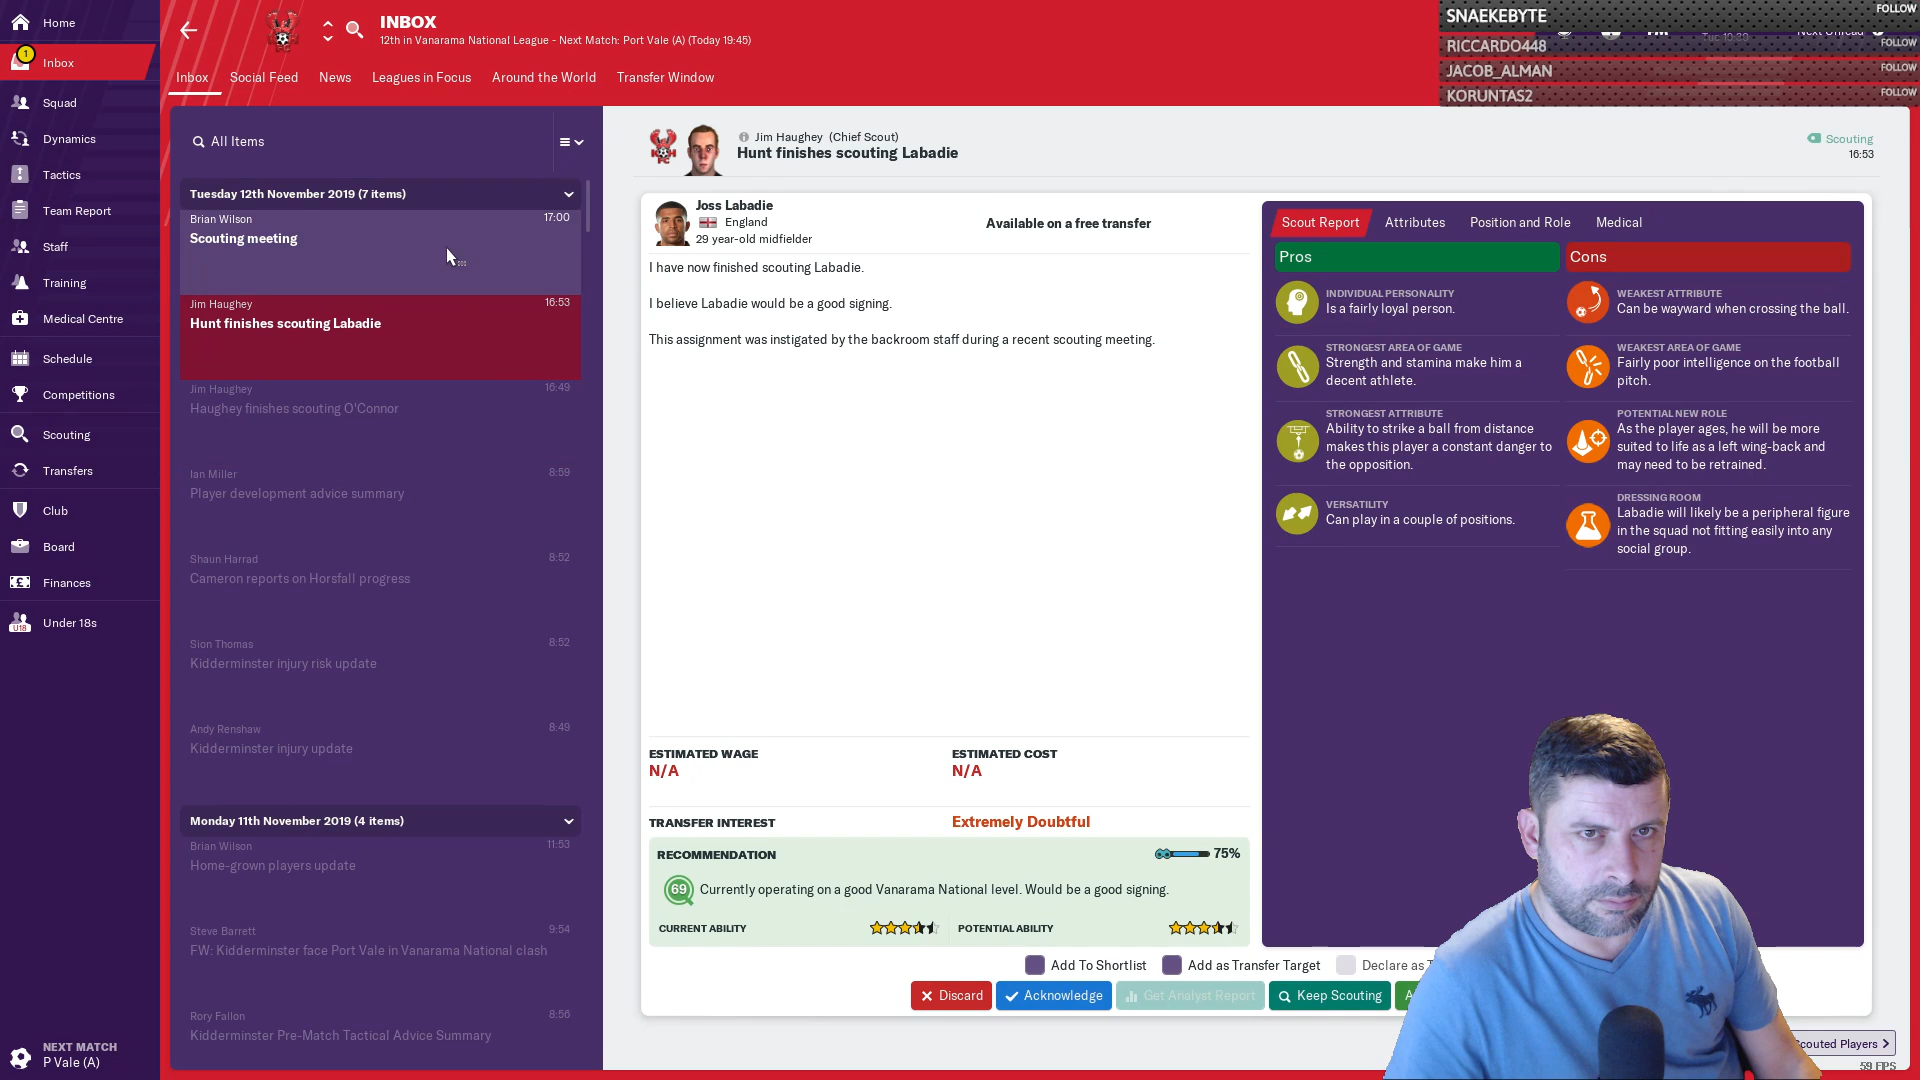 Home
1
Inbox
Squad
Dynamics
Tactics
Team Report
Staff
Training
Medical Centre
Schedule
Competitions
Scouting
Transfers
Club
Board
Finances
U18
Under 18s
NEXT MATCH
P Vale (A)
INBOX
12th in Vanarama National League - Next Match: Port Vale (A) (Today 19:45)
Inbox
Social Feed
News
Leagues in Focus
Around the World
Transfer Window
SNAEKEBYTE
FOLLOW
RICCARDO448
FOLLOW
JACOB_ALMAN
FOLLOW
KORUNTAS2
FOLLOW
All Items
Tuesday 12th November 2019 (7 items)
Brian Wilson 17:00
Scouting meeting
Jim Haughey 16:53
Hunt finishes scouting Labadie
Jim Haughey 16:49
Haughey finishes scouting O'Connor
Ian Miller 8:59
Player development advice summary
Shaun Harrad 8:52
Cameron reports on Horsfall progress
Sion Thomas 8:52
Kidderminster injury risk update
Andy Renshaw 8:49
Kidderminster injury update
Monday 11th November 2019 (4 items)
Brian Wilson 11:53
Home-grown players update
Steve Barrett 9:54
FW: Kidderminster face Port Vale in Vanarama National clash
Rory Fallon 8:56
Kidderminster Pre-Match Tactical Advice Summary
Jim Haughey (Chief Scout)
Hunt finishes scouting Labadie
Scouting
16:53
Joss Labadie
England
29 year-old midfielder
Available on a free transfer
I have now finished scouting Labadie.
I believe Labadie would be a good signing.
This assignment was instigated by the backroom staff during a recent scouting meeting.
ESTIMATED WAGE
N/A
ESTIMATED COST
N/A
TRANSFER INTEREST
Extremely Doubtful
RECOMMENDATION
75%
69
Currently operating on a good Vanarama National level. Would be a good signing.
CURRENT ABILITY
POTENTIAL ABILITY
Scout Report
Attributes
Position and Role
Medical
Pros
INDIVIDUAL PERSONALITY
Is a fairly loyal person.
STRONGEST AREA OF GAME
Strength and stamina make him a
decent athlete.
STRONGEST ATTRIBUTE
Ability to strike a ball from distance
makes this player a constant danger to
the opposition.
VERSATILITY
Can play in a couple of positions.
Cons
WEAKEST ATTRIBUTE
Can be wayward when crossing the ball.
WEAKEST AREA OF GAME
Fairly poor intelligence on the football
pitch.
POTENTIAL NEW ROLE
As the player ages, he will be more
suited to life as a left wing-back and
may need to be retrained.
DRESSING ROOM
Labadie will likely be a peripheral figure
in the squad not fitting easily into any
social group.
Add To Shortlist
Add as Transfer Target
Declare as
Discard
Acknowledge
Get Analyst Report
Keep Scouting
Scouted Players
59 FPS